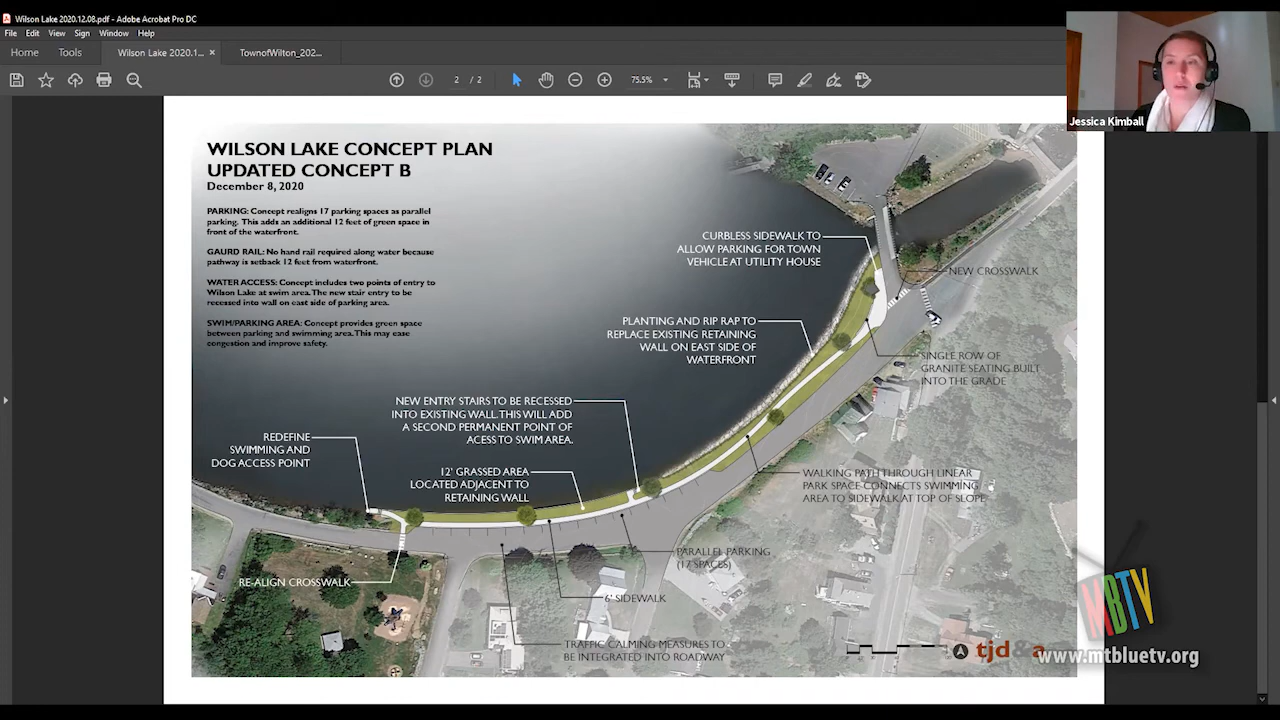 Wilson Lake 2020.12.08.pdf - Adobe Acrobat Pro DC
File Edit View Sign Window Help
Home Tools Wilson Lake 2020.1... × TownofWilton_202...
2 / 2 75.5%
Jessica Kimball
WILSON LAKE CONCEPT PLAN
UPDATED CONCEPT B
December 8, 2020
PARKING: Concept realigns 17 parking spaces as parallel
parking. This adds an additional 12 feet of green space in
front of the waterfront.
GAURD RAIL: No hand rail required along water because
pathway is setback 12 feet from waterfront.
WATER ACCESS: Concept includes two points of entry to
Wilson Lake at swim area. The new stair entry to be
recessed into wall on east side of parking area.
SWIM/PARKING AREA: Concept provides green space
between parking and swimming area. This may ease
congestion and improve safety.
CURBLESS SIDEWALK TO
ALLOW PARKING FOR TOWN
VEHICLE AT UTILITY HOUSE
NEW CROSSWALK
PLANTING AND RIP RAP TO
REPLACE EXISTING RETAINING
WALL ON EAST SIDE OF
WATERFRONT
SINGLE ROW OF
GRANITE SEATING BUILT
INTO THE GRADE
NEW ENTRY STAIRS TO BE RECESSED
INTO EXISTING WALL. THIS WILL ADD
A SECOND PERMANENT POINT OF
ACESS TO SWIM AREA.
REDEFINE
SWIMMING AND
DOG ACCESS POINT
12' GRASSED AREA
LOCATED ADJACENT TO
RETAINING WALL
WALKING PATH THROUGH LINEAR
PARK SPACE CONNECTS SWIMMING
AREA TO SIDEWALK AT TOP OF SLOPE
PARALLEL PARKING
(17 SPACES)
RE-ALIGN CROSSWALK
6' SIDEWALK
TRAFFIC CALMING MEASURES TO
BE INTEGRATED INTO ROADWAY
tjd&a
MBTV
www.mtbluetv.org